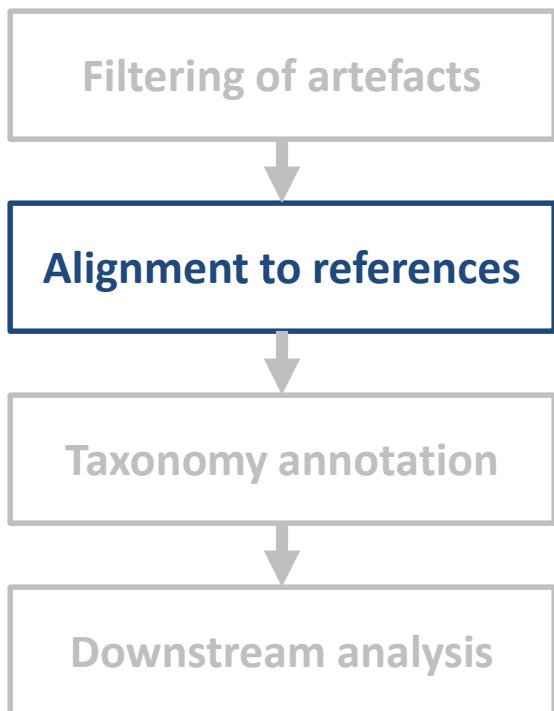 Filtering of artefacts
Alignment to references
Taxonomy annotation
Downstream analysis